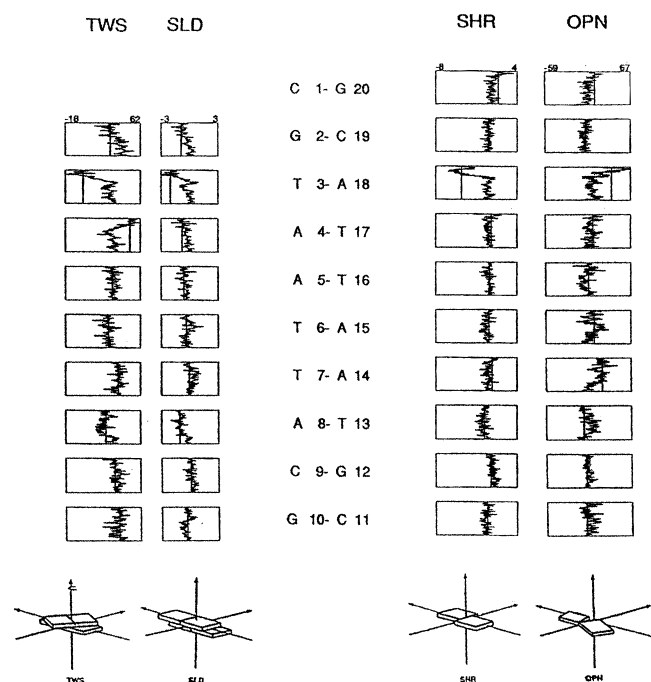 TWS SLD SHR OPN
-8 4 -59 67
C 1- G 20
-18 62 -3 3
G 2- C 19
T 3- A 18
A 4- T 17
A 5- T 16
T 6- A 15
T 7- A 14
A 8- T 13
C 9- G 12
G 10- C 11
TWS SLD SHR OPN